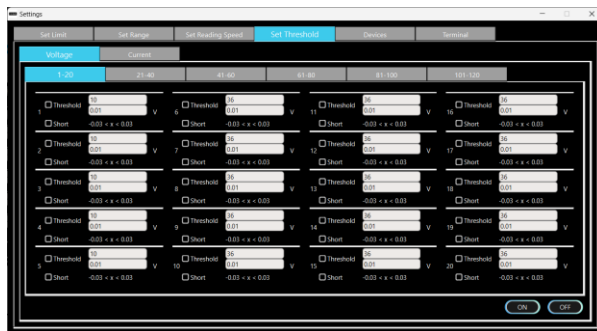 Settings
Set Limit Set Range Set Reading Speed Set Threshold Devices Terminal
Voltage Current
1-20 21-40 41-60 61-80 81-100 101-120
1 Threshold 10 0.01 V
Short -0.03 < x < 0.03
6 Threshold 36 0.01 V
Short -0.03 < x < 0.03
11 Threshold 36 0.01 V
Short -0.03 < x < 0.03
16 Threshold 36 0.01 V
Short -0.03 < x < 0.03
2 Threshold 10 0.01 V
Short -0.03 < x < 0.03
7 Threshold 36 0.01 V
Short -0.03 < x < 0.03
12 Threshold 36 0.01 V
Short -0.03 < x < 0.03
17 Threshold 36 0.01 V
Short -0.03 < x < 0.03
3 Threshold 10 0.01 V
Short -0.03 < x < 0.03
8 Threshold 36 0.01 V
Short -0.03 < x < 0.03
13 Threshold 36 0.01 V
Short -0.03 < x < 0.03
18 Threshold 36 0.01 V
Short -0.03 < x < 0.03
4 Threshold 10 0.01 V
Short -0.03 < x < 0.03
9 Threshold 36 0.01 V
Short -0.03 < x < 0.03
14 Threshold 36 0.01 V
Short -0.03 < x < 0.03
19 Threshold 36 0.01 V
Short -0.03 < x < 0.03
5 Threshold 10 0.01 V
Short -0.03 < x < 0.03
10 Threshold 36 0.01 V
Short -0.03 < x < 0.03
15 Threshold 36 0.01 V
Short -0.03 < x < 0.03
20 Threshold 36 0.01 V
Short -0.03 < x < 0.03
ON OFF